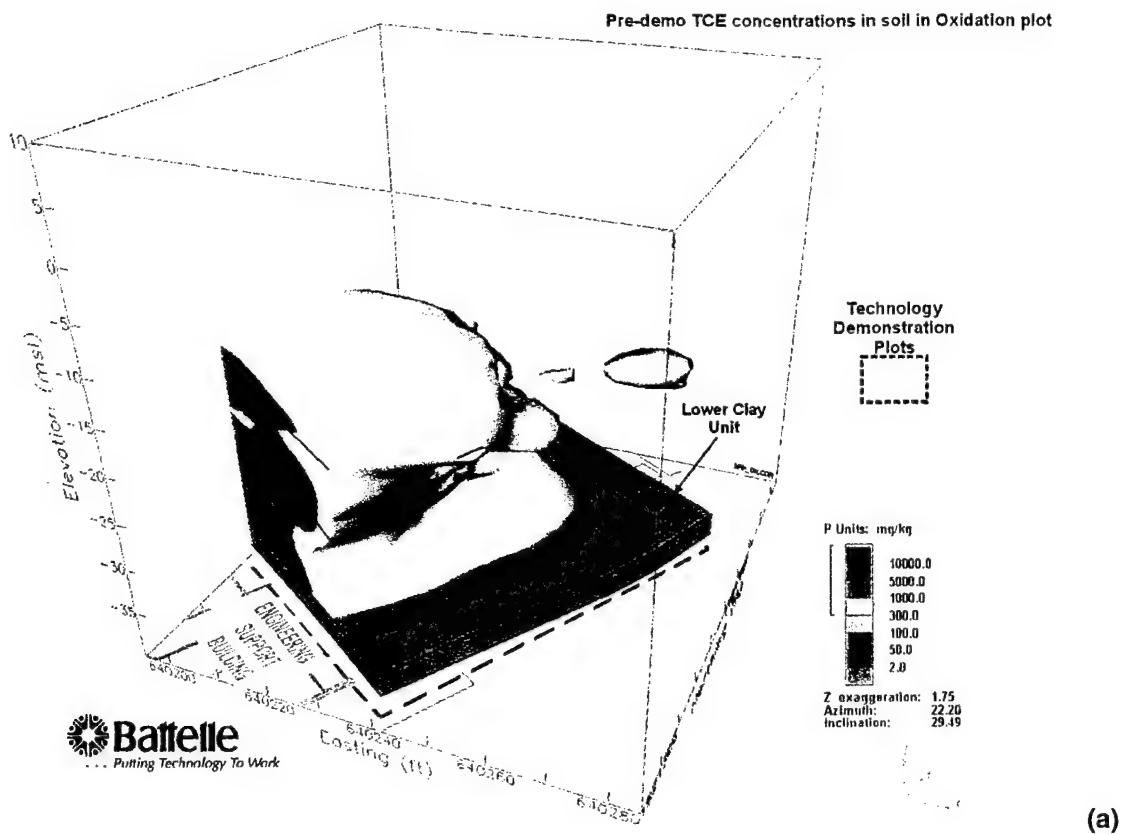 Pre-demo TCE concentrations in soil in Oxidation plot
10
5
0
-10
-15
-20
-25
-30
-35
Elevation (msl)
Technology
Demonstration
Plots
Lower Clay
Unit
P Units: mg/kg
10000.0
5000.0
1000.0
300.0
100.0
50.0
2.0
Z exaggeration: 1.75
Azimuth: 22.20
Inclination: 29.49
ENGINEERING
SUPPORT
BUILDING
640200
640220
640240
640260
640280
Easting (ft)
Battelle
. . . Putting Technology To Work
(a)